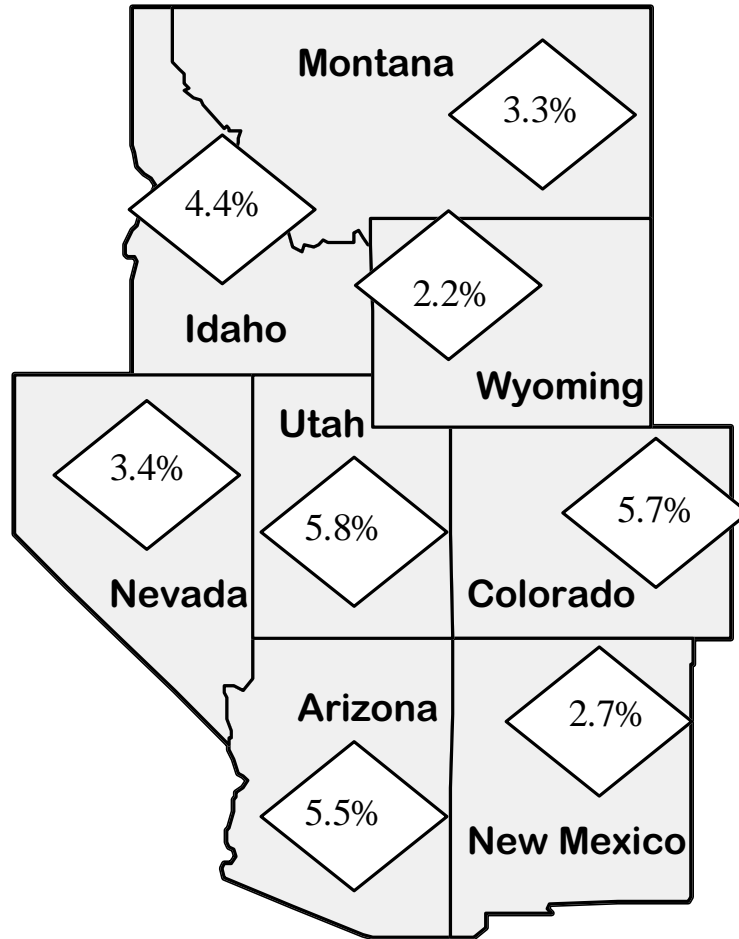 Montana
3.3%
4.4%
Idaho
2.2%
Wyoming
Nevada
3.4%
Utah
5.8%
Colorado
5.7%
Arizona
5.5%
New Mexico
2.7%